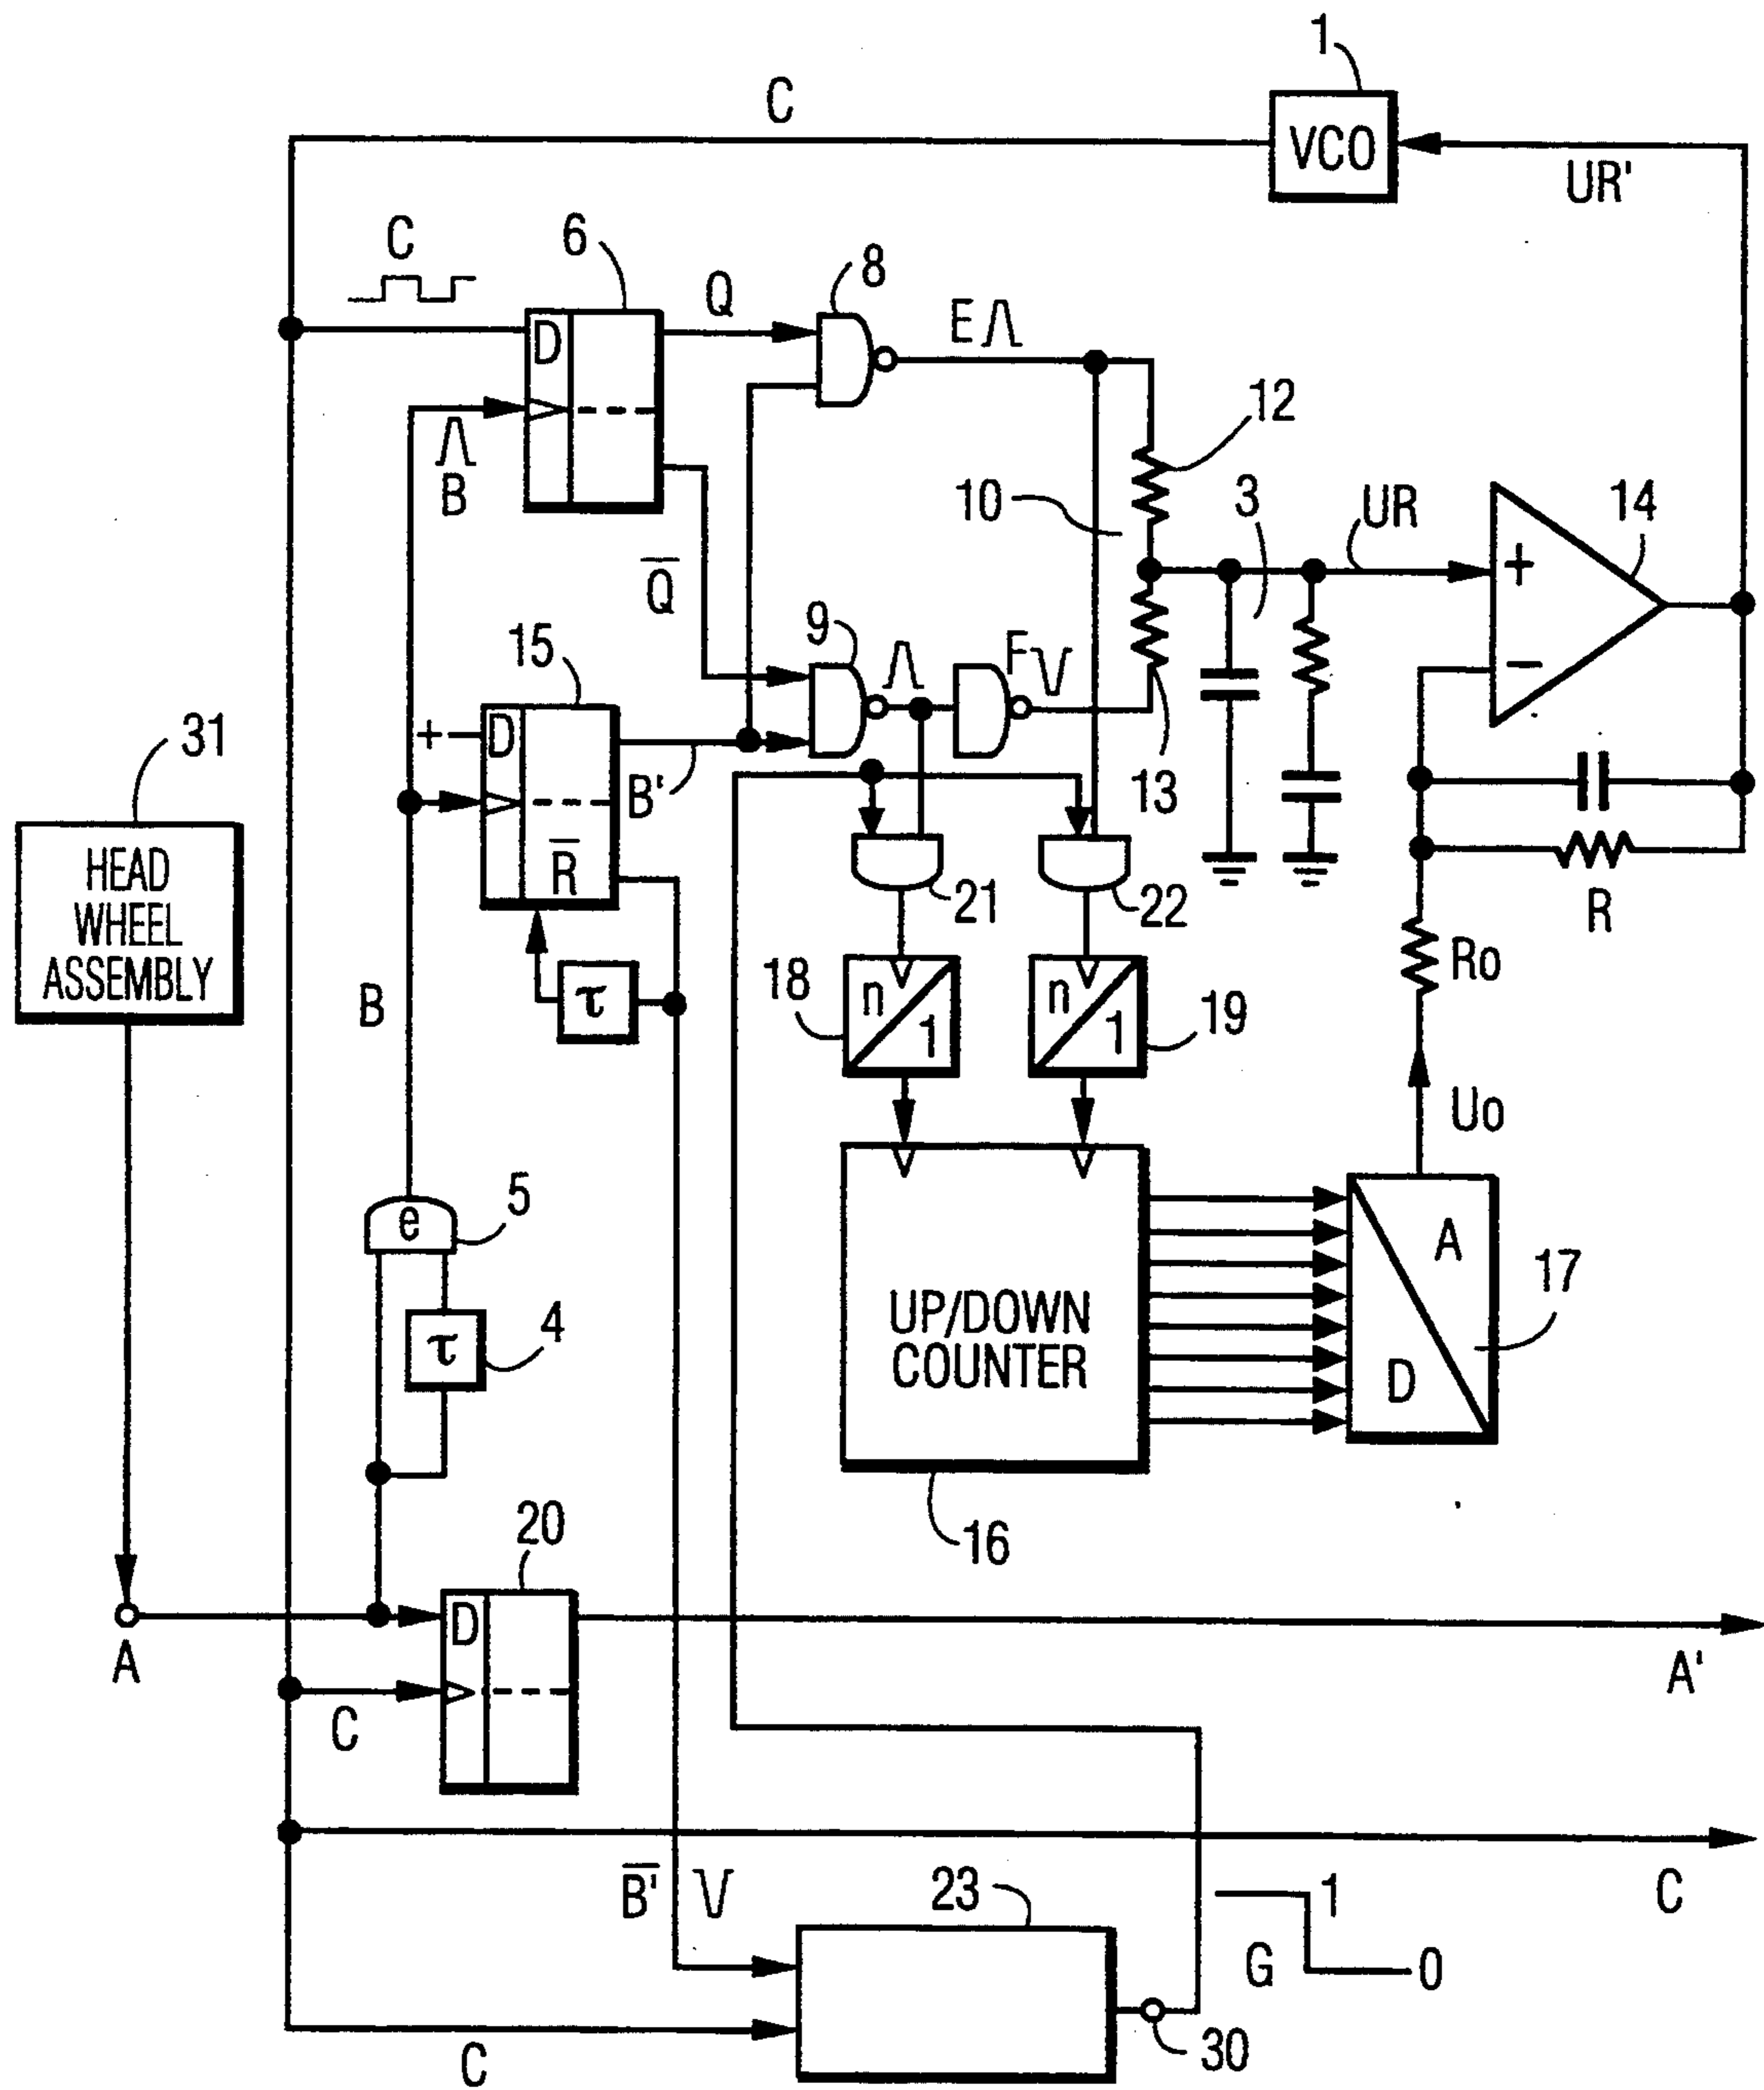 1
C
VCO
UR'
C
6
Q
8
E
D
12
B
10
3
UR
14
+
Q̅
9
F
15
31
+
D
B'
13
−
HEAD
WHEEL
ASSEMBLY
R̅
21
22
R
Ro
18
n
1
n
1
19
B
τ
Uo
5
e
4
τ
UP/DOWN
COUNTER
A
17
D
20
16
D
A
A'
C
B̅'̅
23
1
C
G
0
C
30